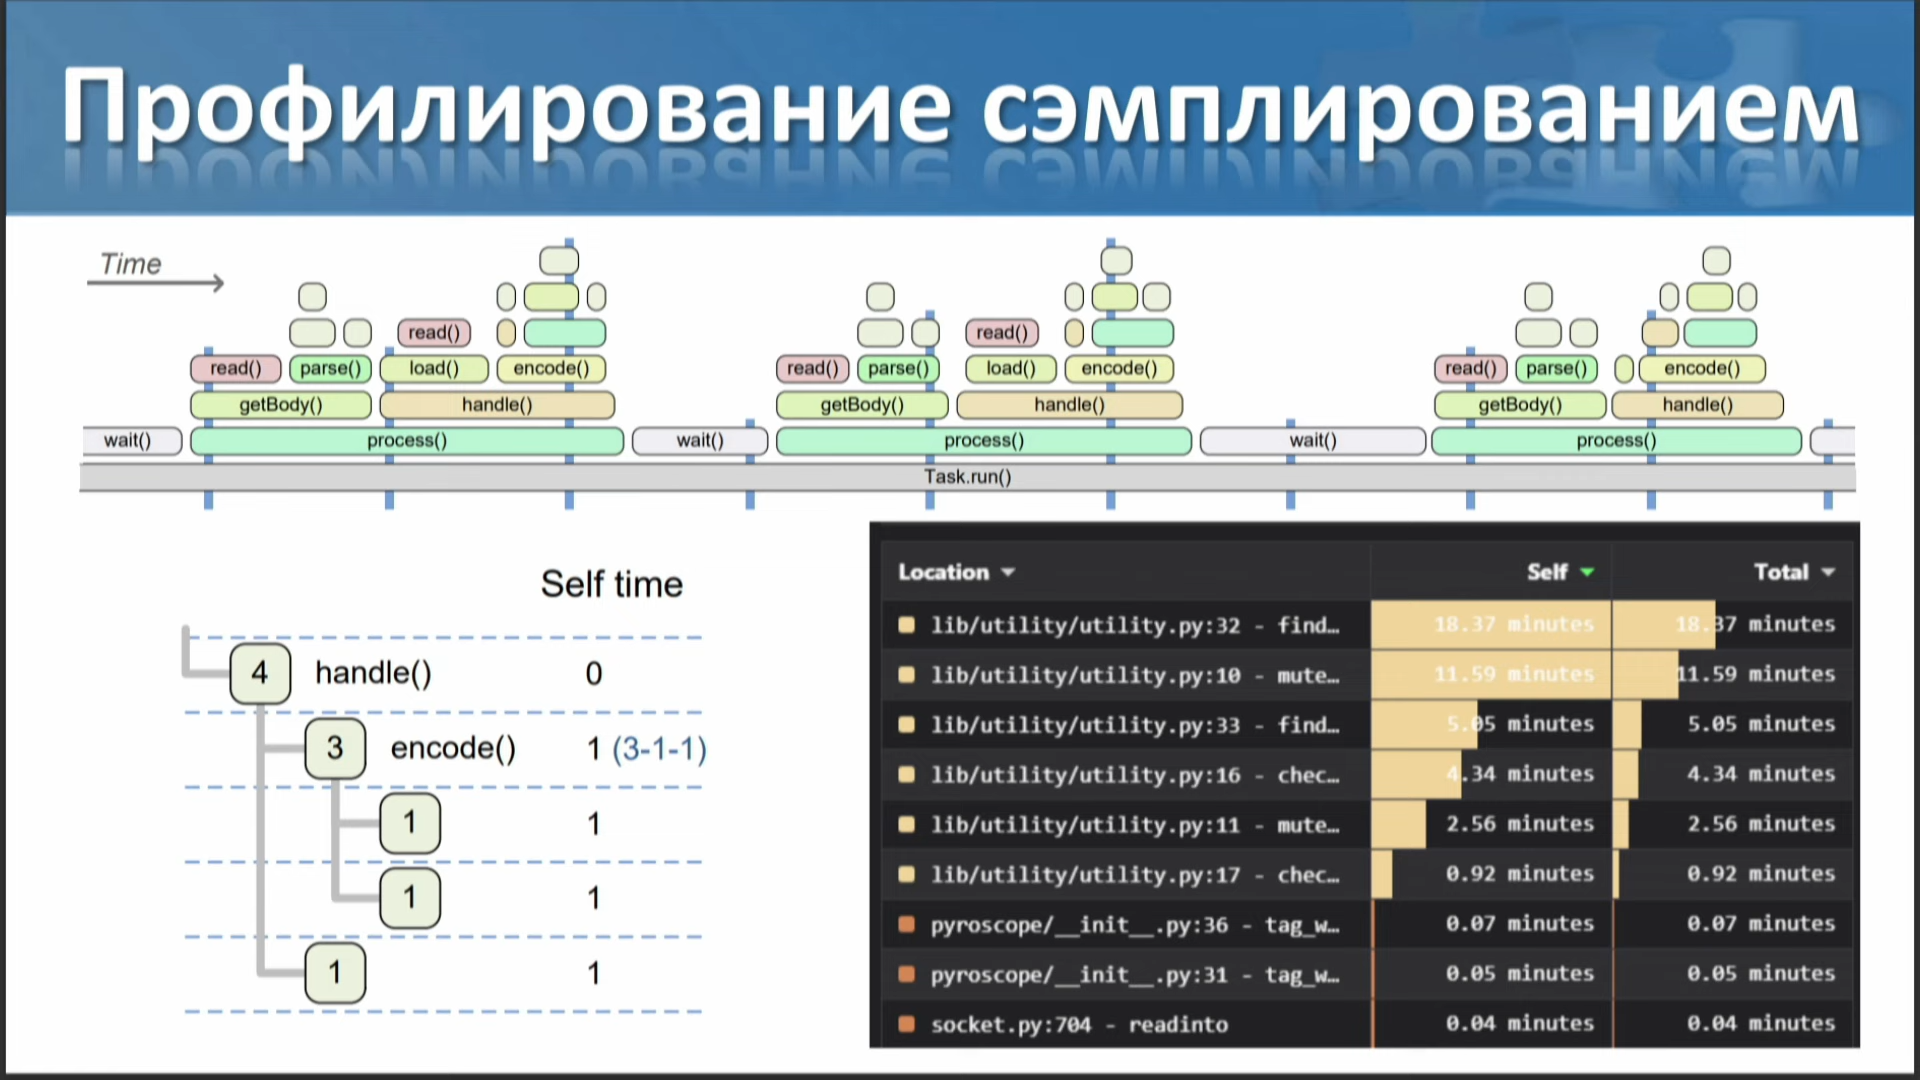 Профилирование сэмплированием
Time
read() read() read()
read() parse() load() encode() read() parse() load() encode() read() parse() encode()
getBody() handle() getBody() handle() getBody() handle()
wait() process() wait() process() wait() process()
Task.run()
Self time
4 handle() 0
3 encode() 1 (3-1-1)
1 1
1 1
1 1
Location Self Total
lib/utility/utility.py:32 - find… 18.37 minutes 18.37 minutes
lib/utility/utility.py:10 - mute… 11.59 minutes 11.59 minutes
lib/utility/utility.py:33 - find… 5.05 minutes 5.05 minutes
lib/utility/utility.py:16 - chec… 4.34 minutes 4.34 minutes
lib/utility/utility.py:11 - mute… 2.56 minutes 2.56 minutes
lib/utility/utility.py:17 - chec… 0.92 minutes 0.92 minutes
pyroscope/__init__.py:36 - tag_w… 0.07 minutes 0.07 minutes
pyroscope/__init__.py:31 - tag_w… 0.05 minutes 0.05 minutes
socket.py:704 - readinto 0.04 minutes 0.04 minutes